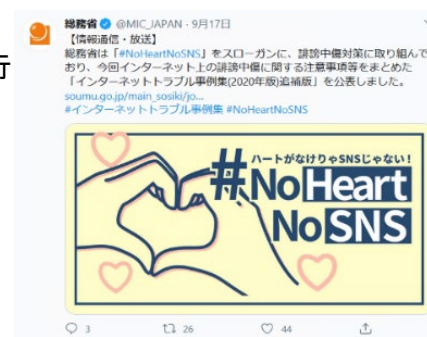 行
総務省 @MIC_JAPAN · 9月17日
【情報通信・放送】
総務省は「#NoHeartNoSNS」をスローガンに、誹謗中傷対策に取り組んで
おり、今回インターネット上の誹謗中傷に関する注意事項等をまとめた
「インターネットトラブル事例集(2020年版)追補版」を公表しました。
soumu.go.jp/main_sosiki/jo...
#インターネットトラブル事例集 #NoHeartNoSNS
ハートがなけりゃSNSじゃない！
#NoHeart
NoSNS
3 26 44